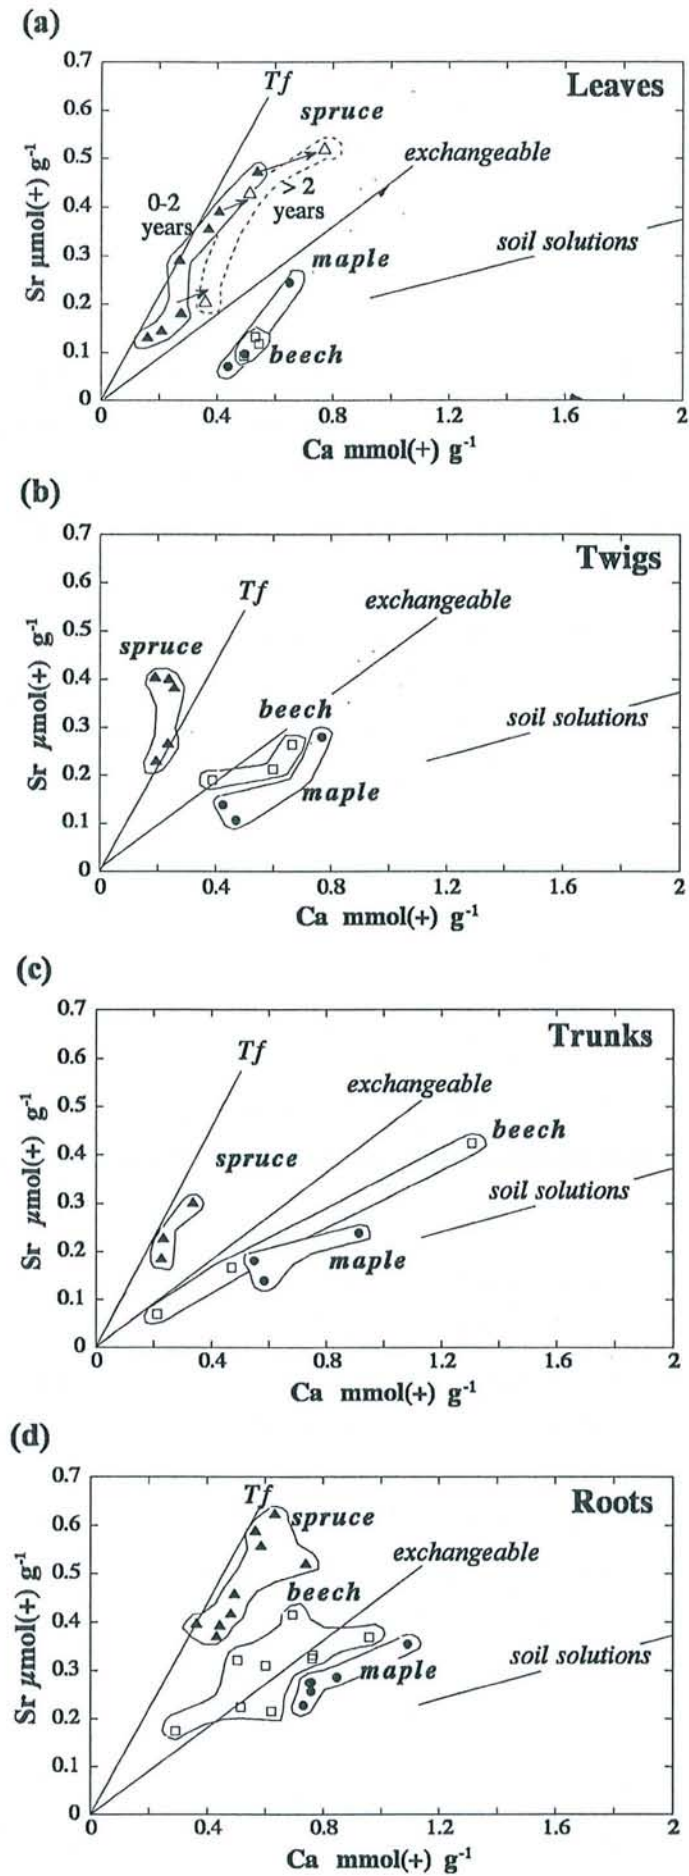 (a)
0.7
Tf
Leaves
0.6
spruce
0.5
exchangeable
0.4
0-2
years
> 2
years
soil solutions
0.3
maple
0.2
0.1
beech
0
Sr μmol(+) g-1
0 0.4 0.8 1.2 1.6 2
Ca mmol(+) g-1
(b)
0.7
Twigs
0.6
Tf
exchangeable
0.5
spruce
0.4
beech
soil solutions
0.3
0.2
maple
0.1
0
Sr μmol(+) g-1
0 0.4 0.8 1.2 1.6 2
Ca mmol(+) g-1
(c)
0.7
Trunks
0.6
Tf
exchangeable
0.5
beech
0.4
spruce
soil solutions
0.3
0.2
maple
0.1
0
Sr μmol(+) g-1
0 0.4 0.8 1.2 1.6 2
Ca mmol(+) g-1
(d)
0.7
Tf
Roots
0.6
spruce
exchangeable
0.5
beech
0.4
soil solutions
0.3
maple
0.2
0.1
0
Sr μmol(+) g-1
0 0.4 0.8 1.2 1.6 2
Ca mmol(+) g-1